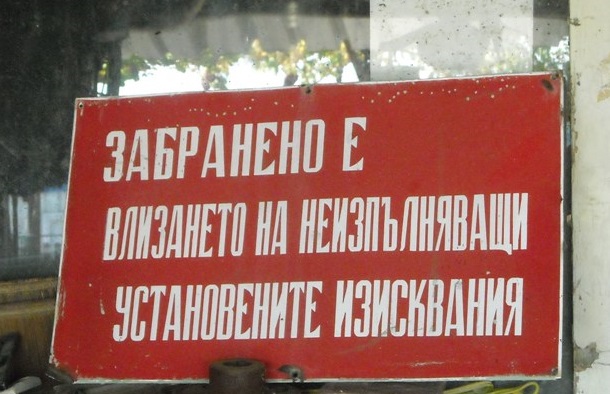 ЗАБРАНЕНО Е
ВЛИЗАНЕТО НА НЕИЗПЪЛНЯВАЩИ
УСТАНОВЕНИТЕ ИЗИСКВАНИЯ